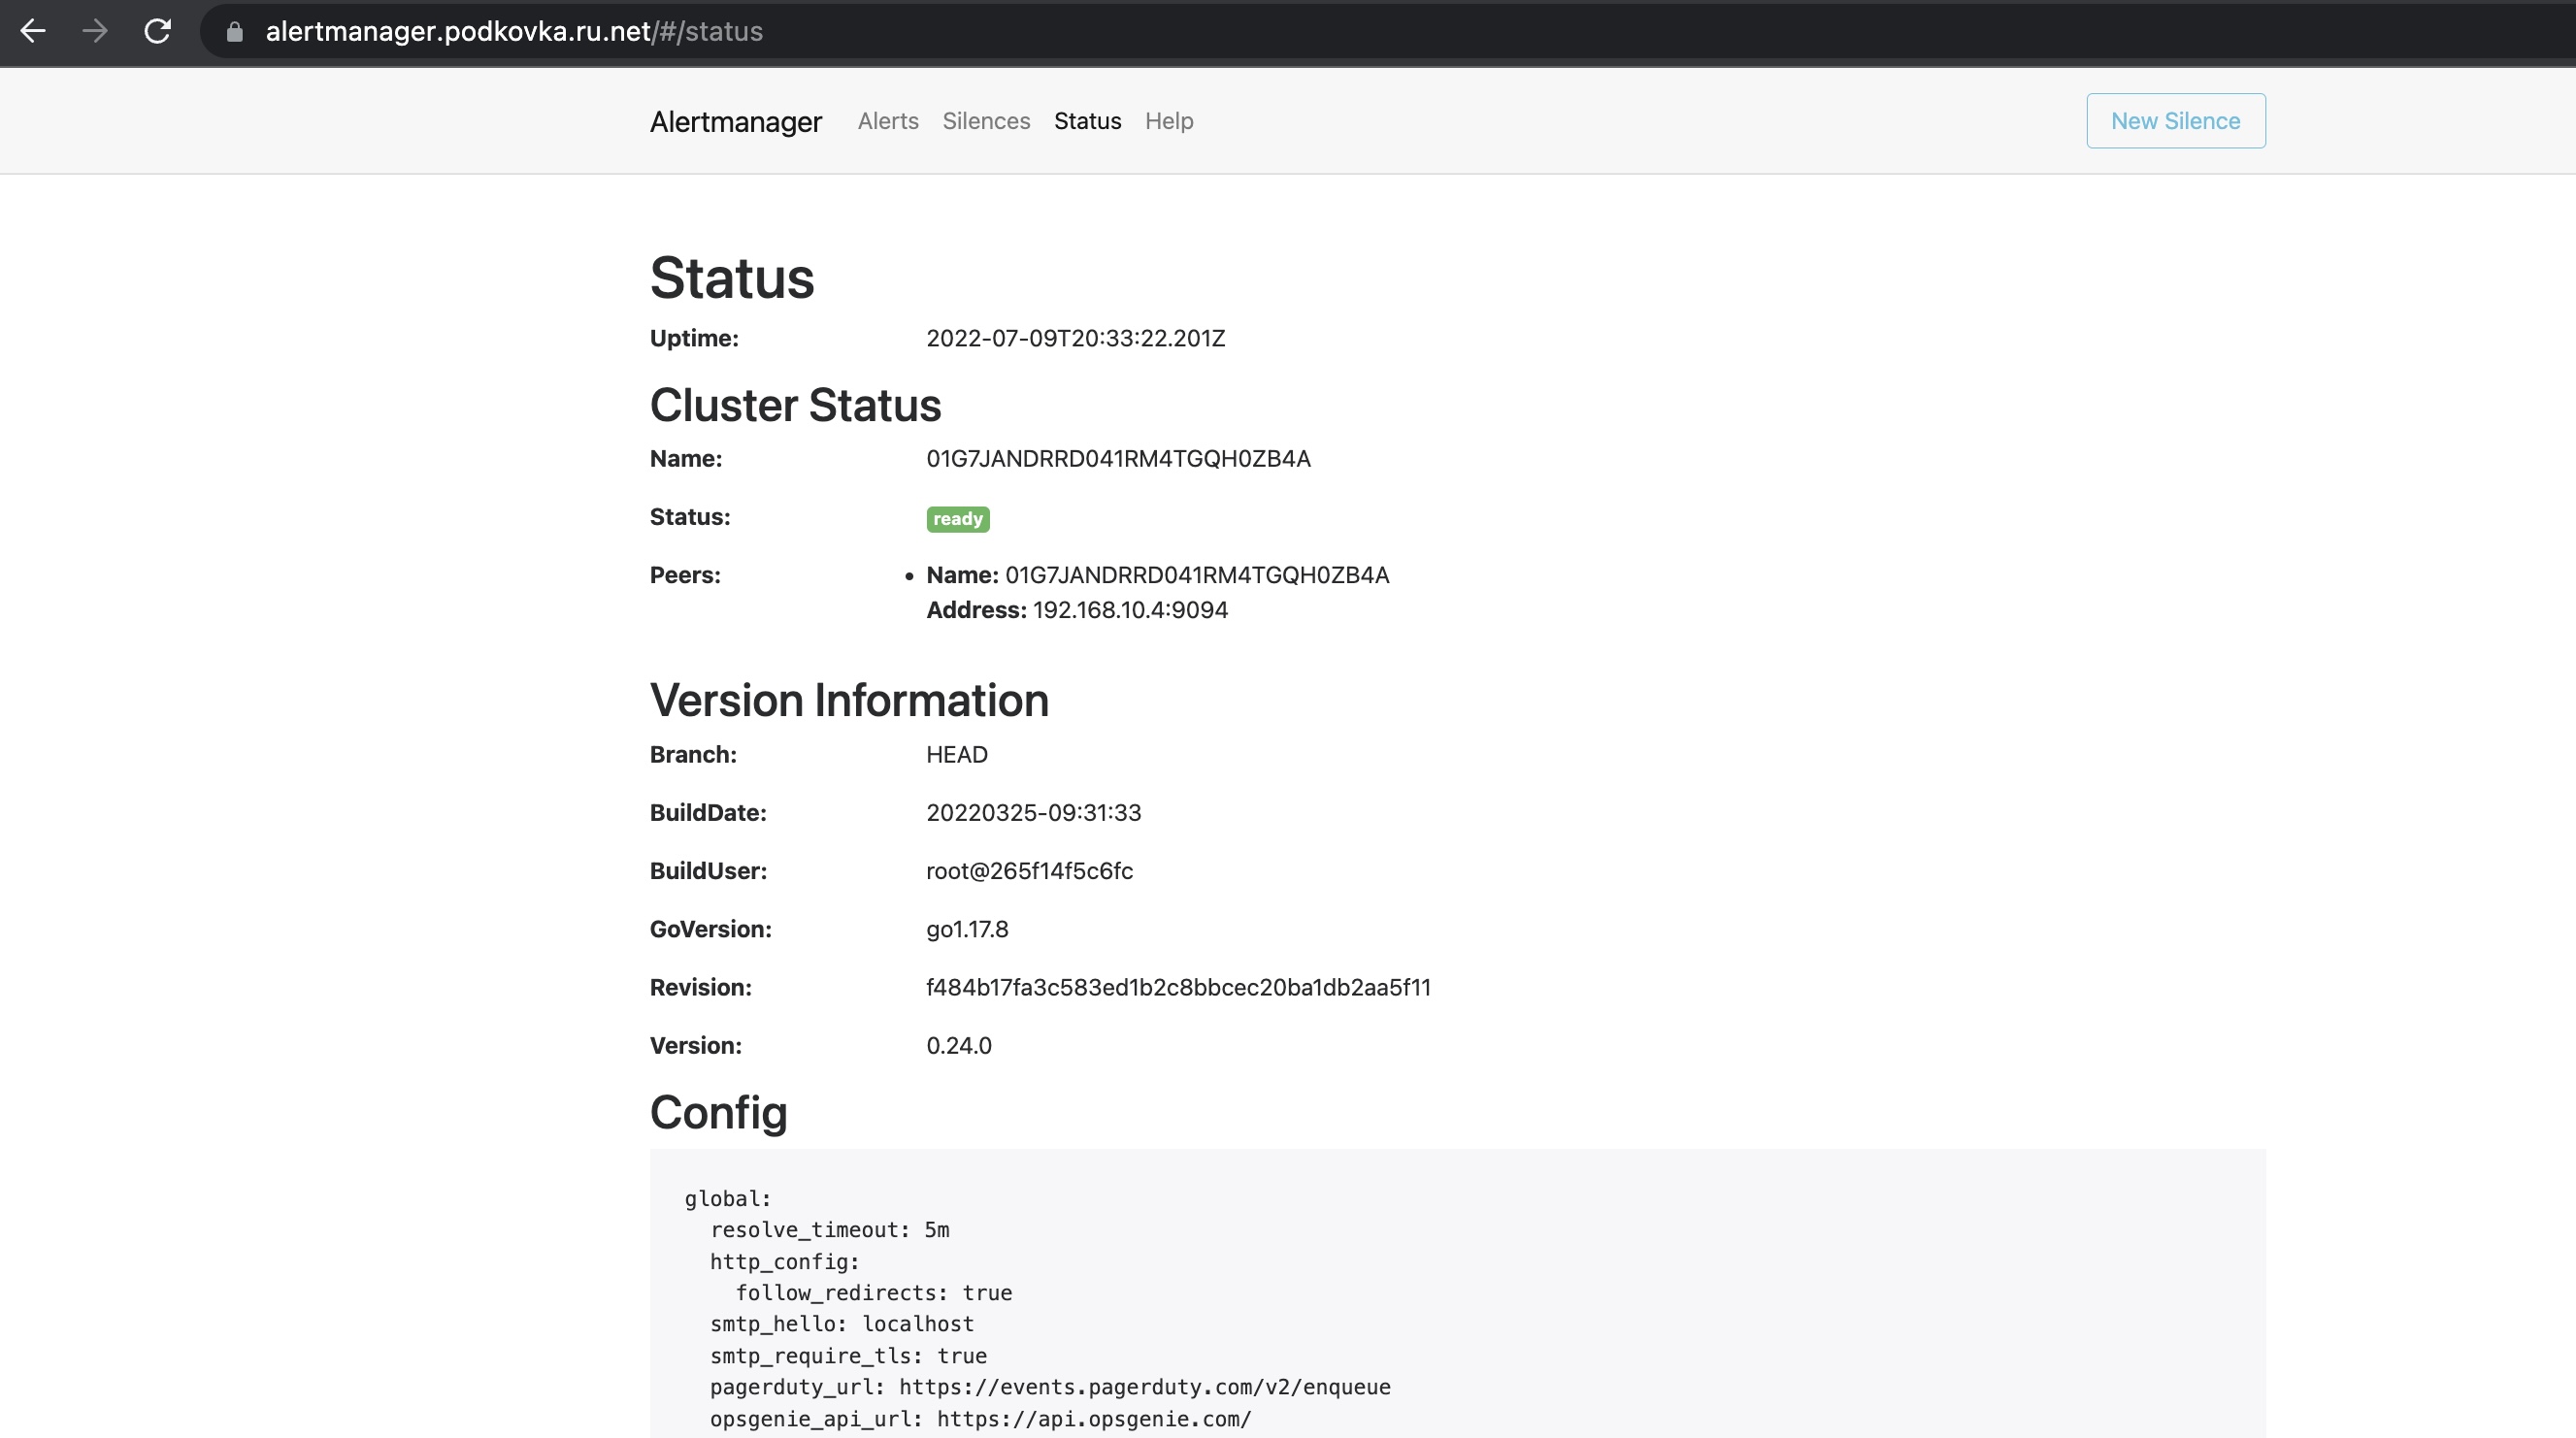 alertmanager.podkovka.ru.net/#/status
Alertmanager Alerts Silences Status Help New Silence
Status
Uptime: 2022-07-09T20:33:22.201Z
Cluster Status
Name: 01G7JANDRRD041RM4TGQH0ZB4A
Status: ready
Peers: • Name: 01G7JANDRRD041RM4TGQH0ZB4A
Address: 192.168.10.4:9094
Version Information
Branch: HEAD
BuildDate: 20220325-09:31:33
BuildUser: root@265f14f5c6fc
GoVersion: go1.17.8
Revision: f484b17fa3c583ed1b2c8bbcec20ba1db2aa5f11
Version: 0.24.0
Config
global:
  resolve_timeout: 5m
  http_config:
    follow_redirects: true
  smtp_hello: localhost
  smtp_require_tls: true
  pagerduty_url: https://events.pagerduty.com/v2/enqueue
  opsgenie_api_url: https://api.opsgenie.com/